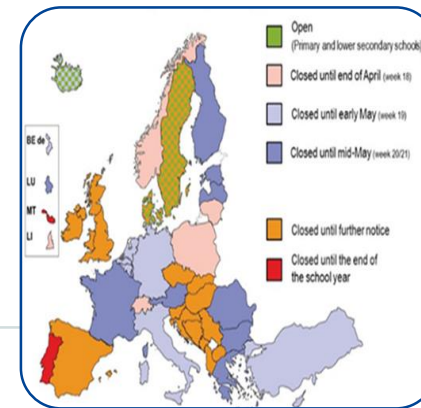 Open
(Primary and lower secondary schools)
Closed until end of April (week 18)
Closed until early May (week 19)
Closed until mid-May (week 20/21)
Closed until further notice
Closed until the end of
the school year
BE de
LU
MT
LI